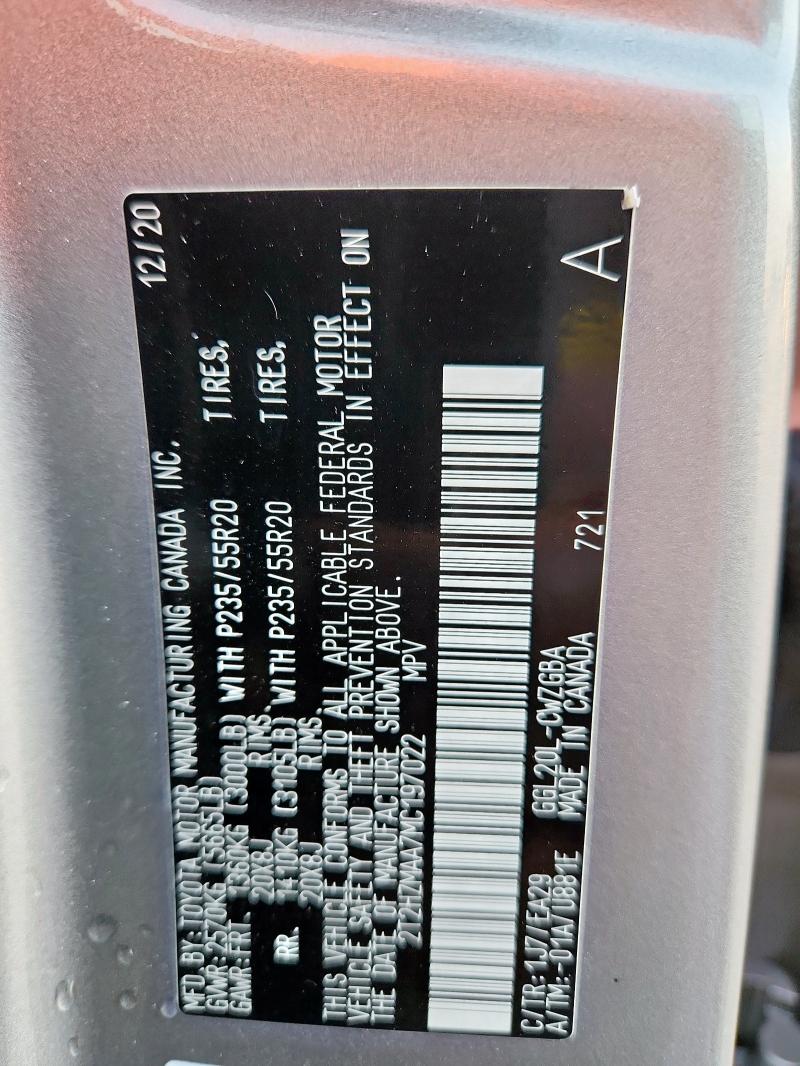 MFD BY:TOYOTA MOTOR MANUFACTURING CANADA INC. 12/20
GVWR:2570KG (5665LB)
GAWR:FRT. 1360KG (3000LB) WITH P235/55R20 TIRES,
20X8J RIMS
RR. 1410KG (3105LB) WITH P235/55R20 TIRES,
20X8J RIMS
THIS VEHICLE CONFORMS TO ALL APPLICABLE FEDERAL MOTOR
VEHICLE SAFETY AND THEFT PREVENTION STANDARDS IN EFFECT ON
THE DATE OF MANUFACTURE SHOWN ABOVE.
2T2HZMAA7MC197022 MPV
C/TR:1J7/EA29 GGL20L-CWZGBA
A/TM:-01A/U881E MADE IN CANADA 721 A